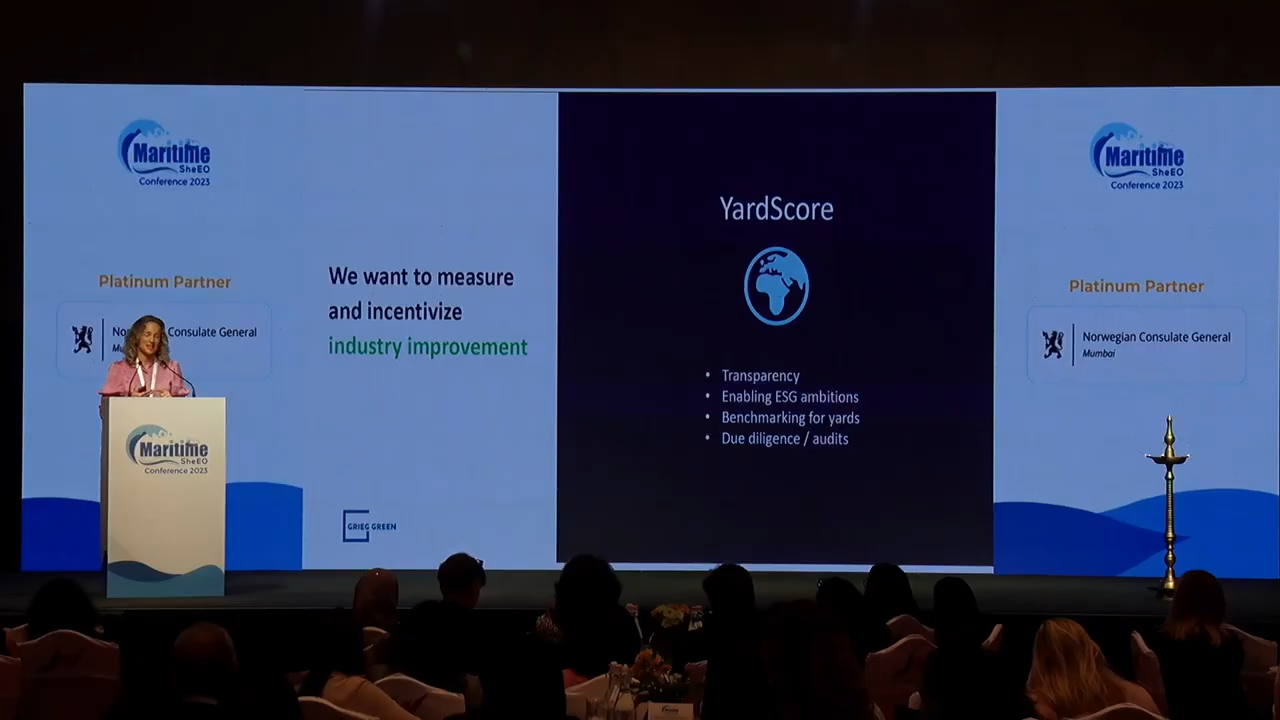 Maritime
SheEO
Conference 2023
Platinum Partner
Nor Consulate General
Mu
Maritime
SheEO
Conference 2023
We want to measure
and incentivize
industry improvement
GRIEG GREEN
YardScore
• Transparency
• Enabling ESG ambitions
• Benchmarking for yards
• Due diligence / audits
Maritime
SheEO
Conference 2023
Platinum Partner
Norwegian Consulate General
Mumbai